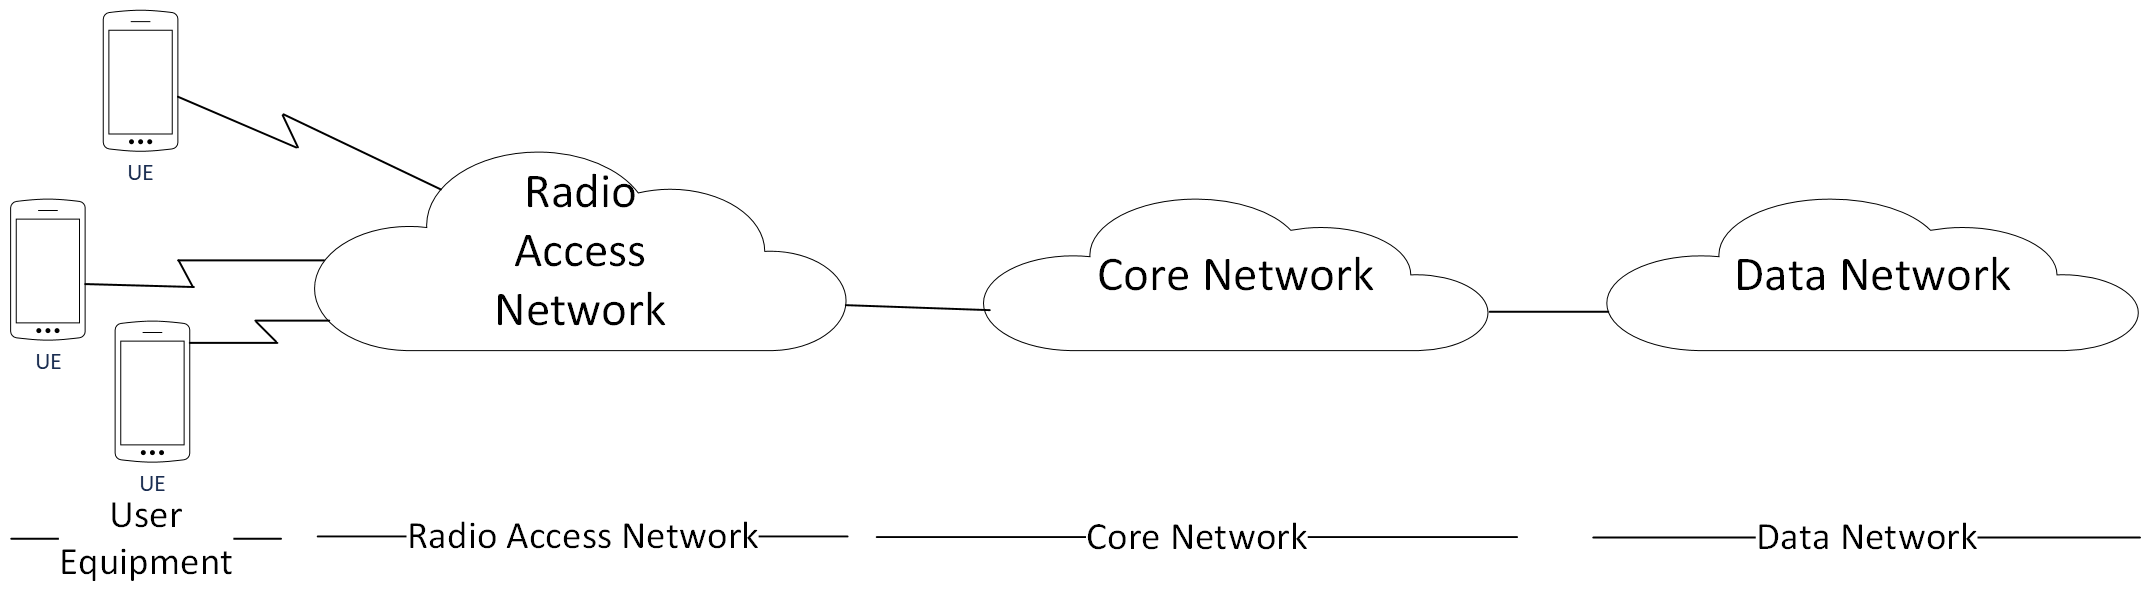 UE
UE
UE
Radio
Access
Network
Core Network
Data Network
User
Equipment
Radio Access Network
Core Network
Data Network